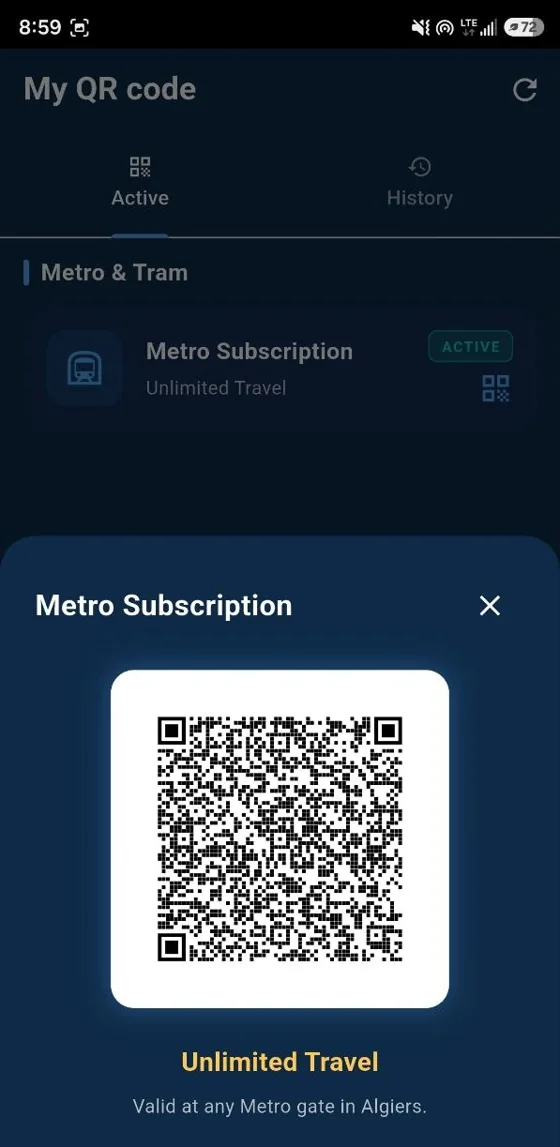 8:59
LTE
72
My QR code
Active
History
Metro & Tram
Metro Subscription
ACTIVE
Unlimited Travel
Metro Subscription
Unlimited Travel
Valid at any Metro gate in Algiers.